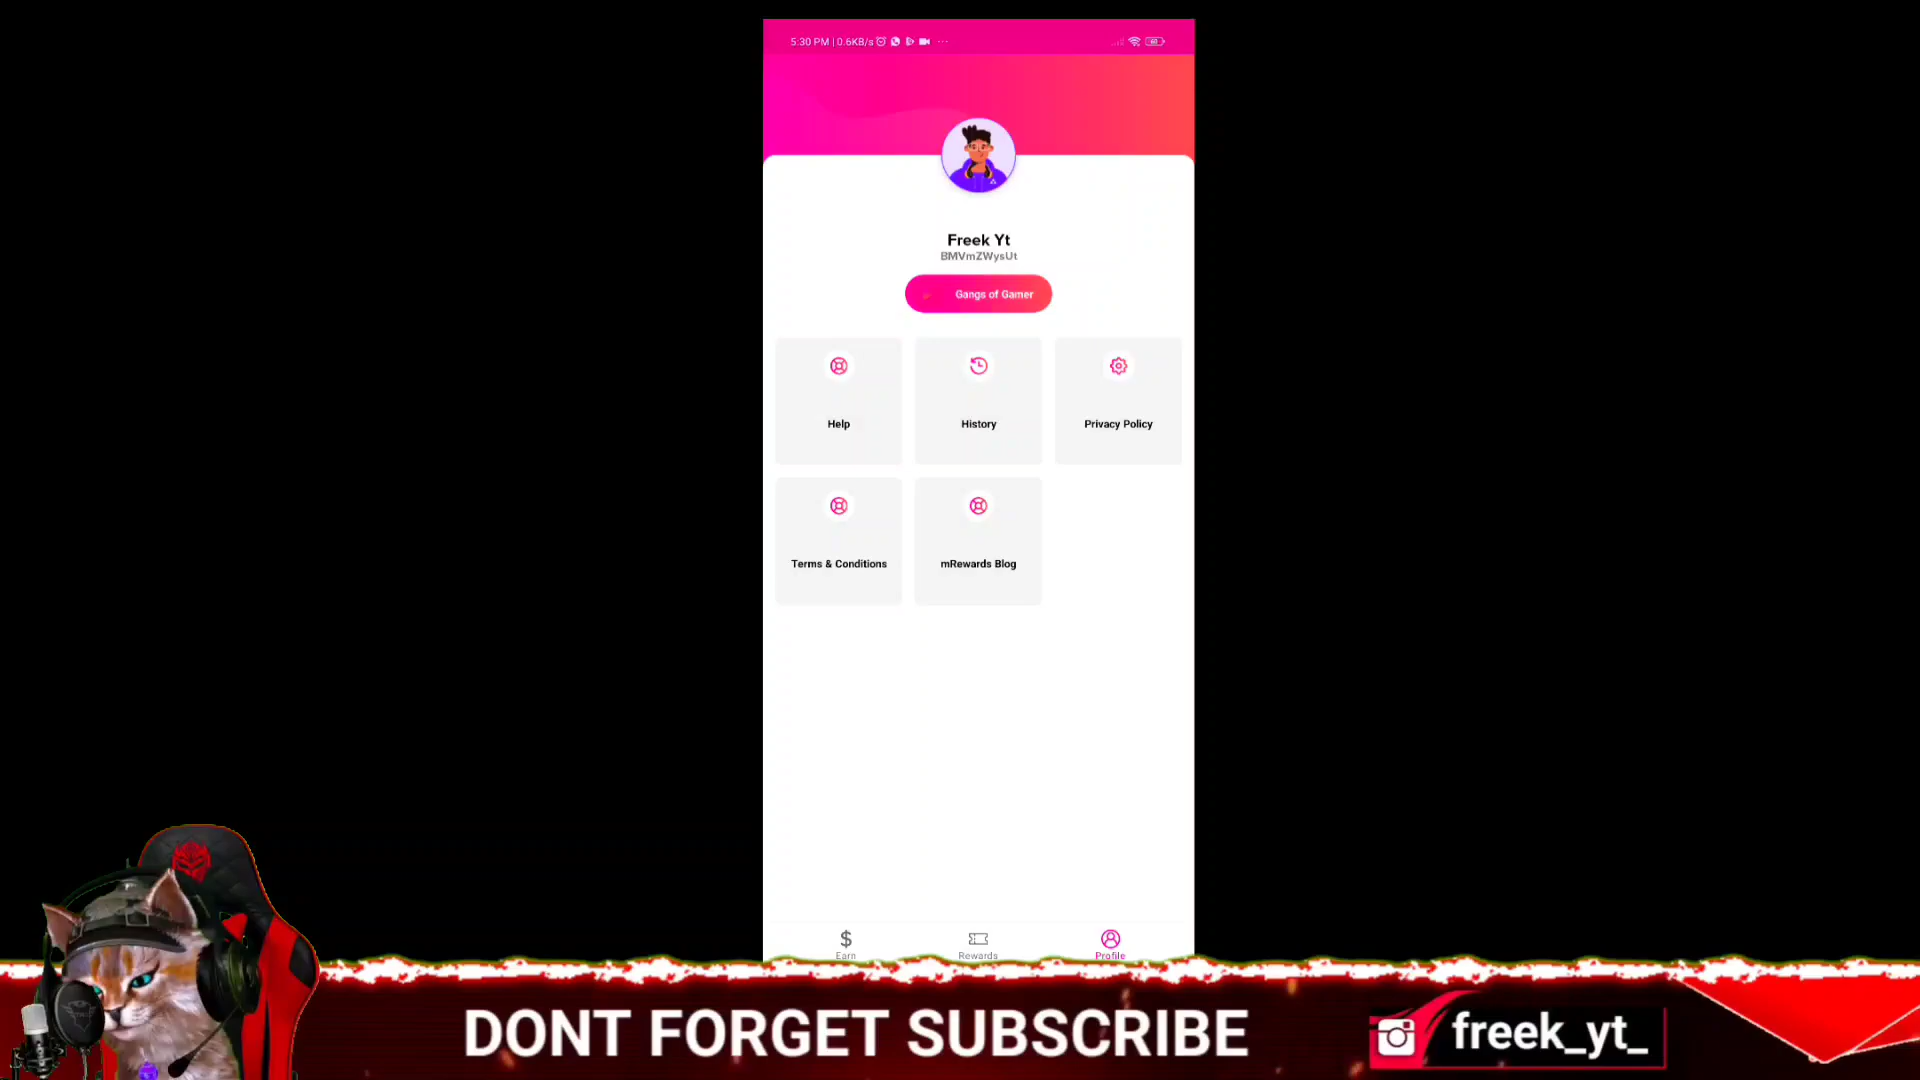 5:30 PM | 0.6KB/s
Freek Yt
BMVmZWysUt
Gangs of Gamer
Help
History
Privacy Policy
Terms & Conditions
mRewards Blog
Earn
Rewards
Profile
DONT FORGET SUBSCRIBE
freek_yt_